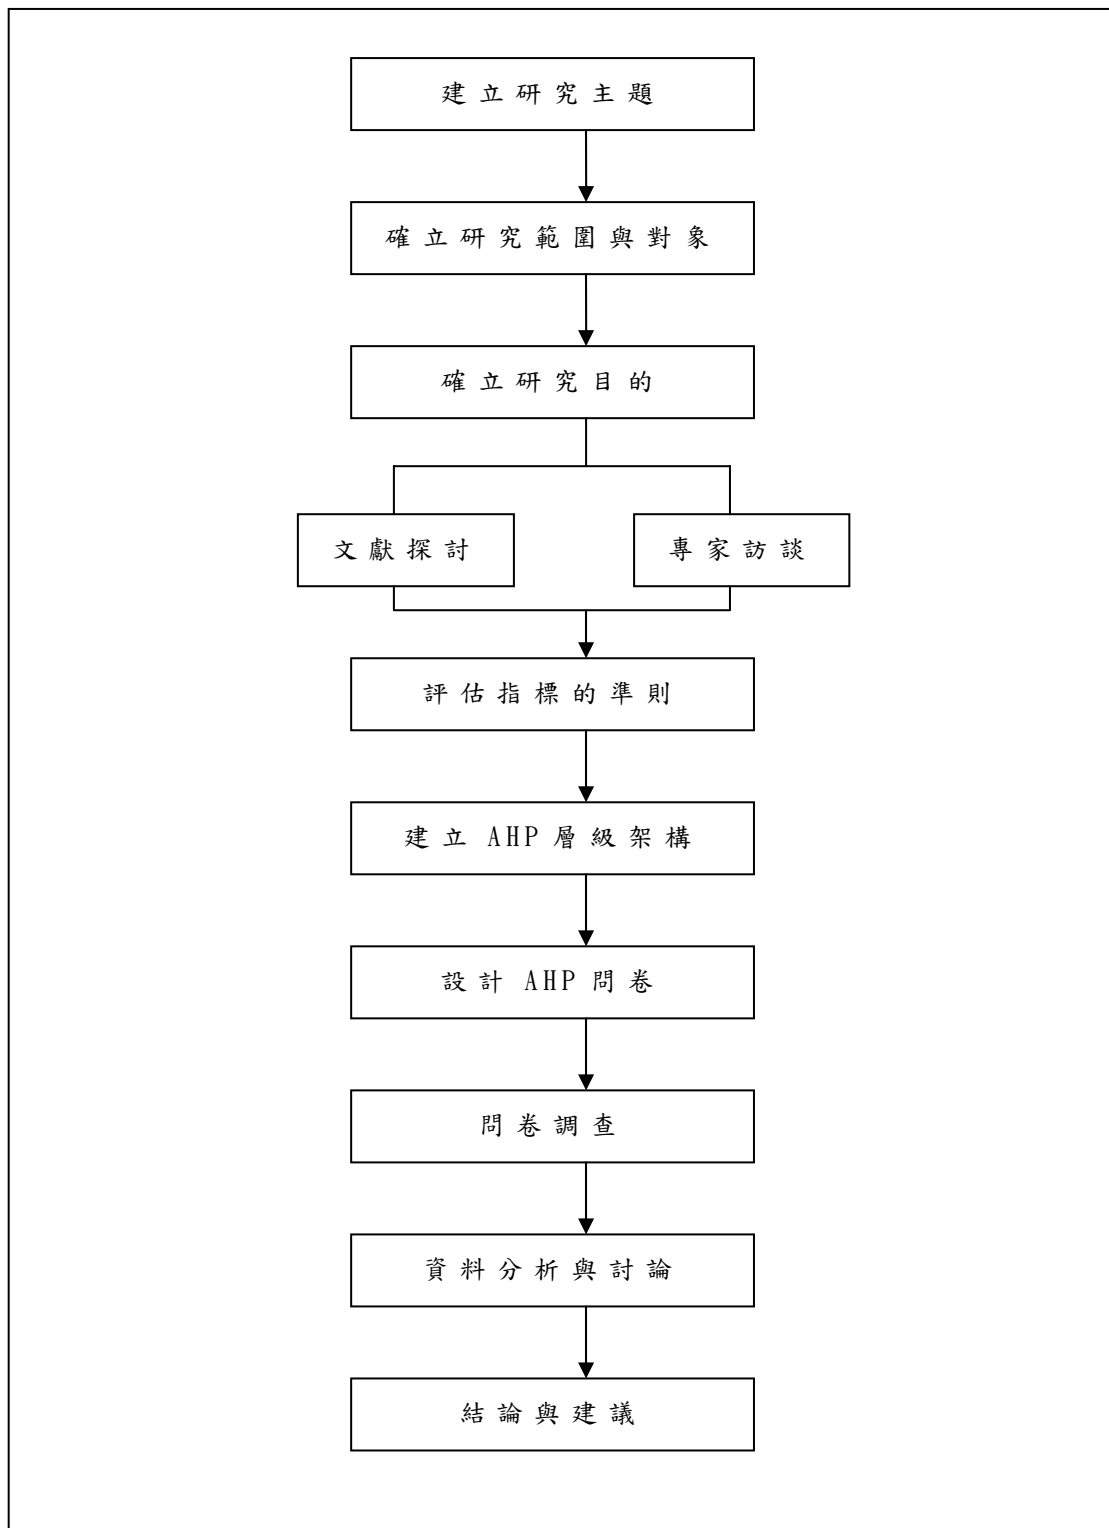 建立研究主題
確立研究範圍與對象
確立研究目的
文獻探討
專家訪談
評估指標的準則
建立 AHP 層級架構
設計 AHP 問卷
問卷調查
資料分析與討論
結論與建議